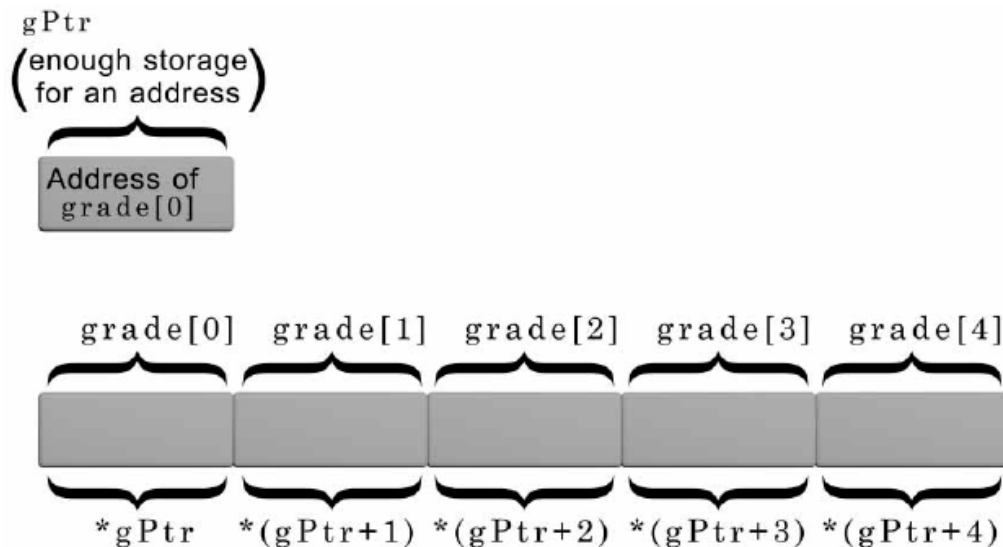 gPtr
(enough storage
for an address)
Address of
grade[0]
grade[0] grade[1] grade[2] grade[3] grade[4]
*gPtr *(gPtr+1) *(gPtr+2) *(gPtr+3) *(gPtr+4)